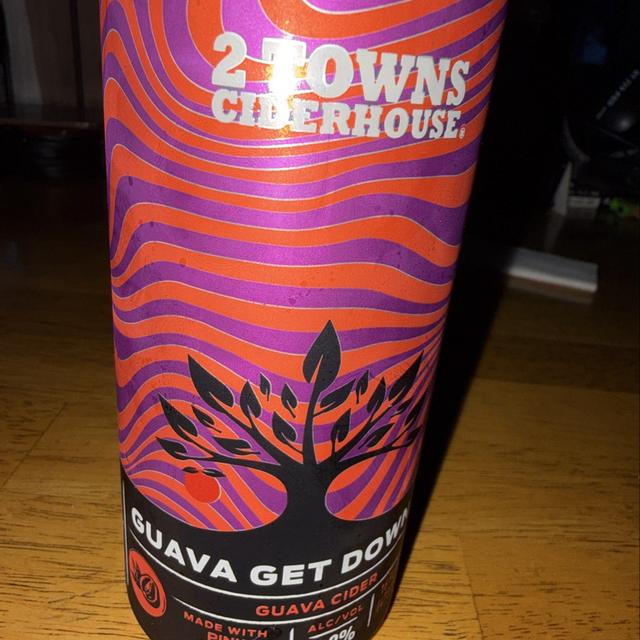 2 TOWNS
CIDERHOUSE®
GUAVA GET DOWN
GUAVA CIDER
MADE WITH
ALC/VOL